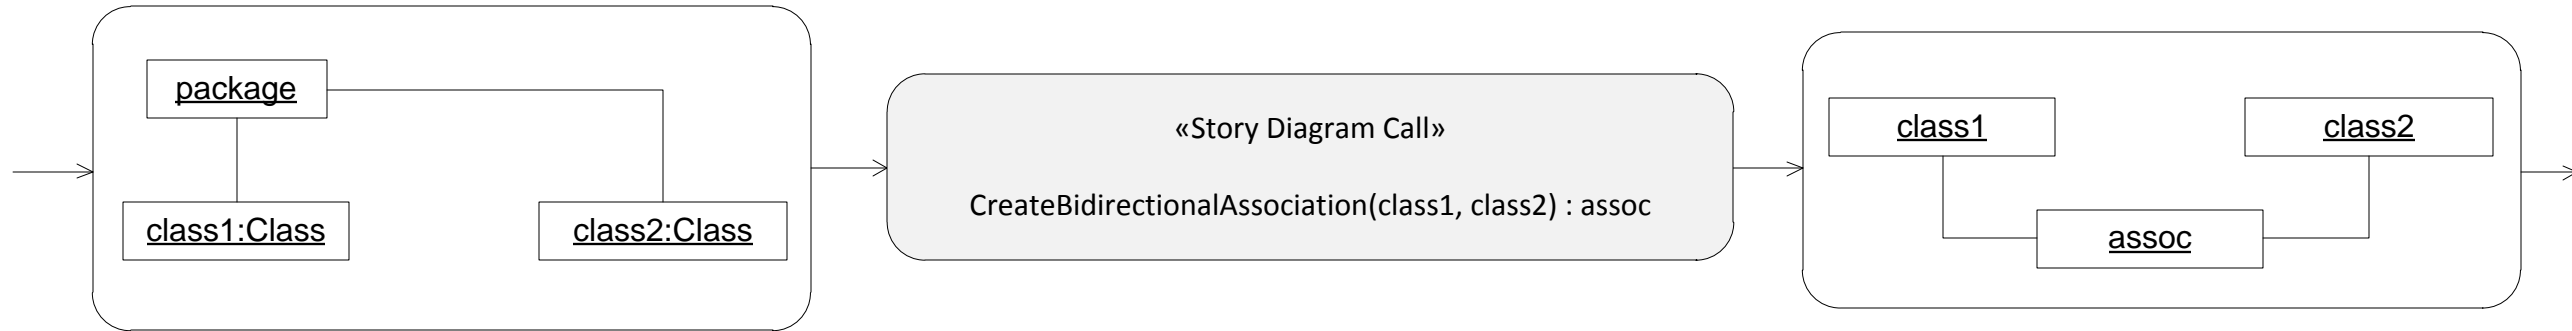 package
class1:Class
class2:Class
«Story Diagram Call»
CreateBidirectionalAssociation(class1, class2) : assoc
class1
class2
assoc